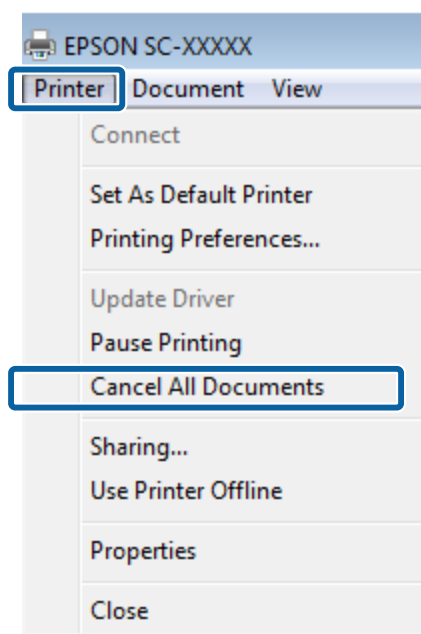 EPSON SC-XXXXX
Printer Document View
Connect
Set As Default Printer
Printing Preferences...
Update Driver
Pause Printing
Cancel All Documents
Sharing...
Use Printer Offline
Properties
Close